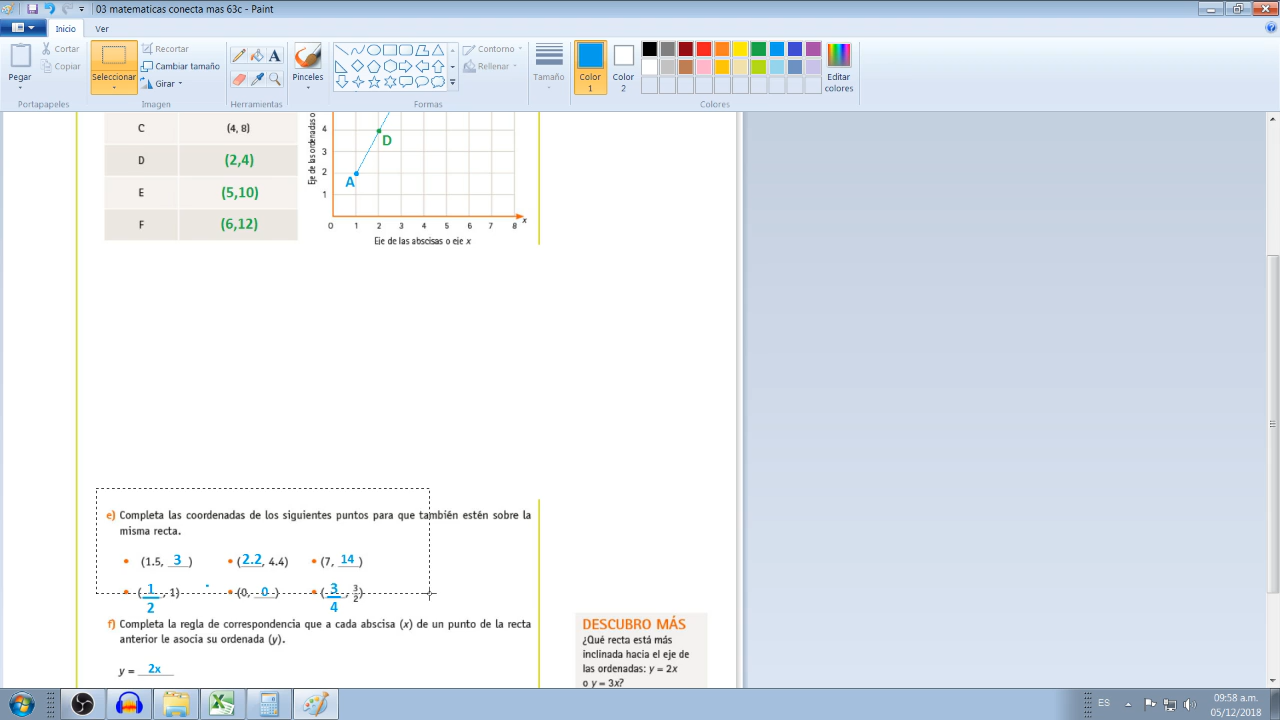 03 matematicas conecta mas 63c - Paint
Inicio Ver
Pegar
Cortar
Copiar
Portapapeles
Seleccionar
Recortar
Cambiar tamaño
Girar
Imagen
Herramientas
Pinceles
Formas
Contorno
Rellenar
Tamaño
Color 1
Color 2
Editar colores
Colores
C (4, 8)
D (2,4)
E (5,10)
F (6,12)
Eje de las ordenadas o
4
3
2
1
D
A
0 1 2 3 4 5 6 7 8 x
Eje de las abscisas o eje x
e) Completa las coordenadas de los siguientes puntos para que también estén sobre la
misma recta.
• (1.5, 3 ) • (2.2, 4.4) • (7, 14 )
• (1/2, 1) • (0, 0 ) • (3/4, 3/2)
f) Completa la regla de correspondencia que a cada abscisa (x) de un punto de la recta
anterior le asocia su ordenada (y).
y = 2x
DESCUBRO MÁS
¿Qué recta está más
inclinada hacia el eje de
las ordenadas: y = 2x
o y = 3x?
ES
09:58 a.m.
05/12/2018